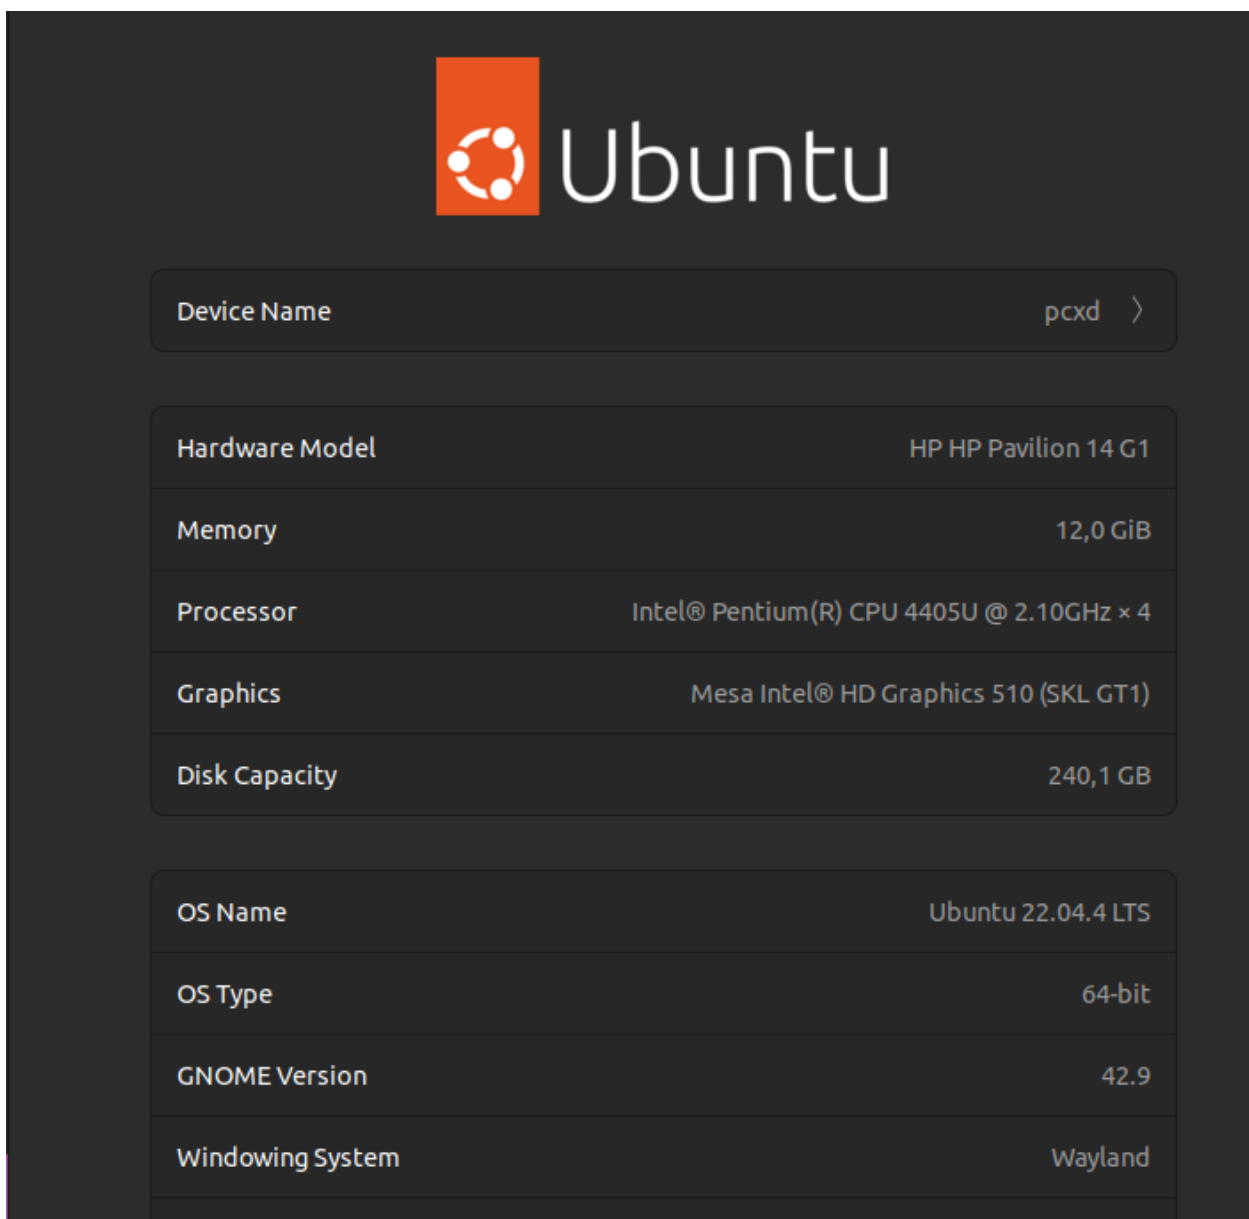 Ubuntu
Device Name pcxd
Hardware Model HP HP Pavilion 14 G1
Memory 12,0 GiB
Processor Intel® Pentium(R) CPU 4405U @ 2.10GHz × 4
Graphics Mesa Intel® HD Graphics 510 (SKL GT1)
Disk Capacity 240,1 GB
OS Name Ubuntu 22.04.4 LTS
OS Type 64-bit
GNOME Version 42.9
Windowing System Wayland